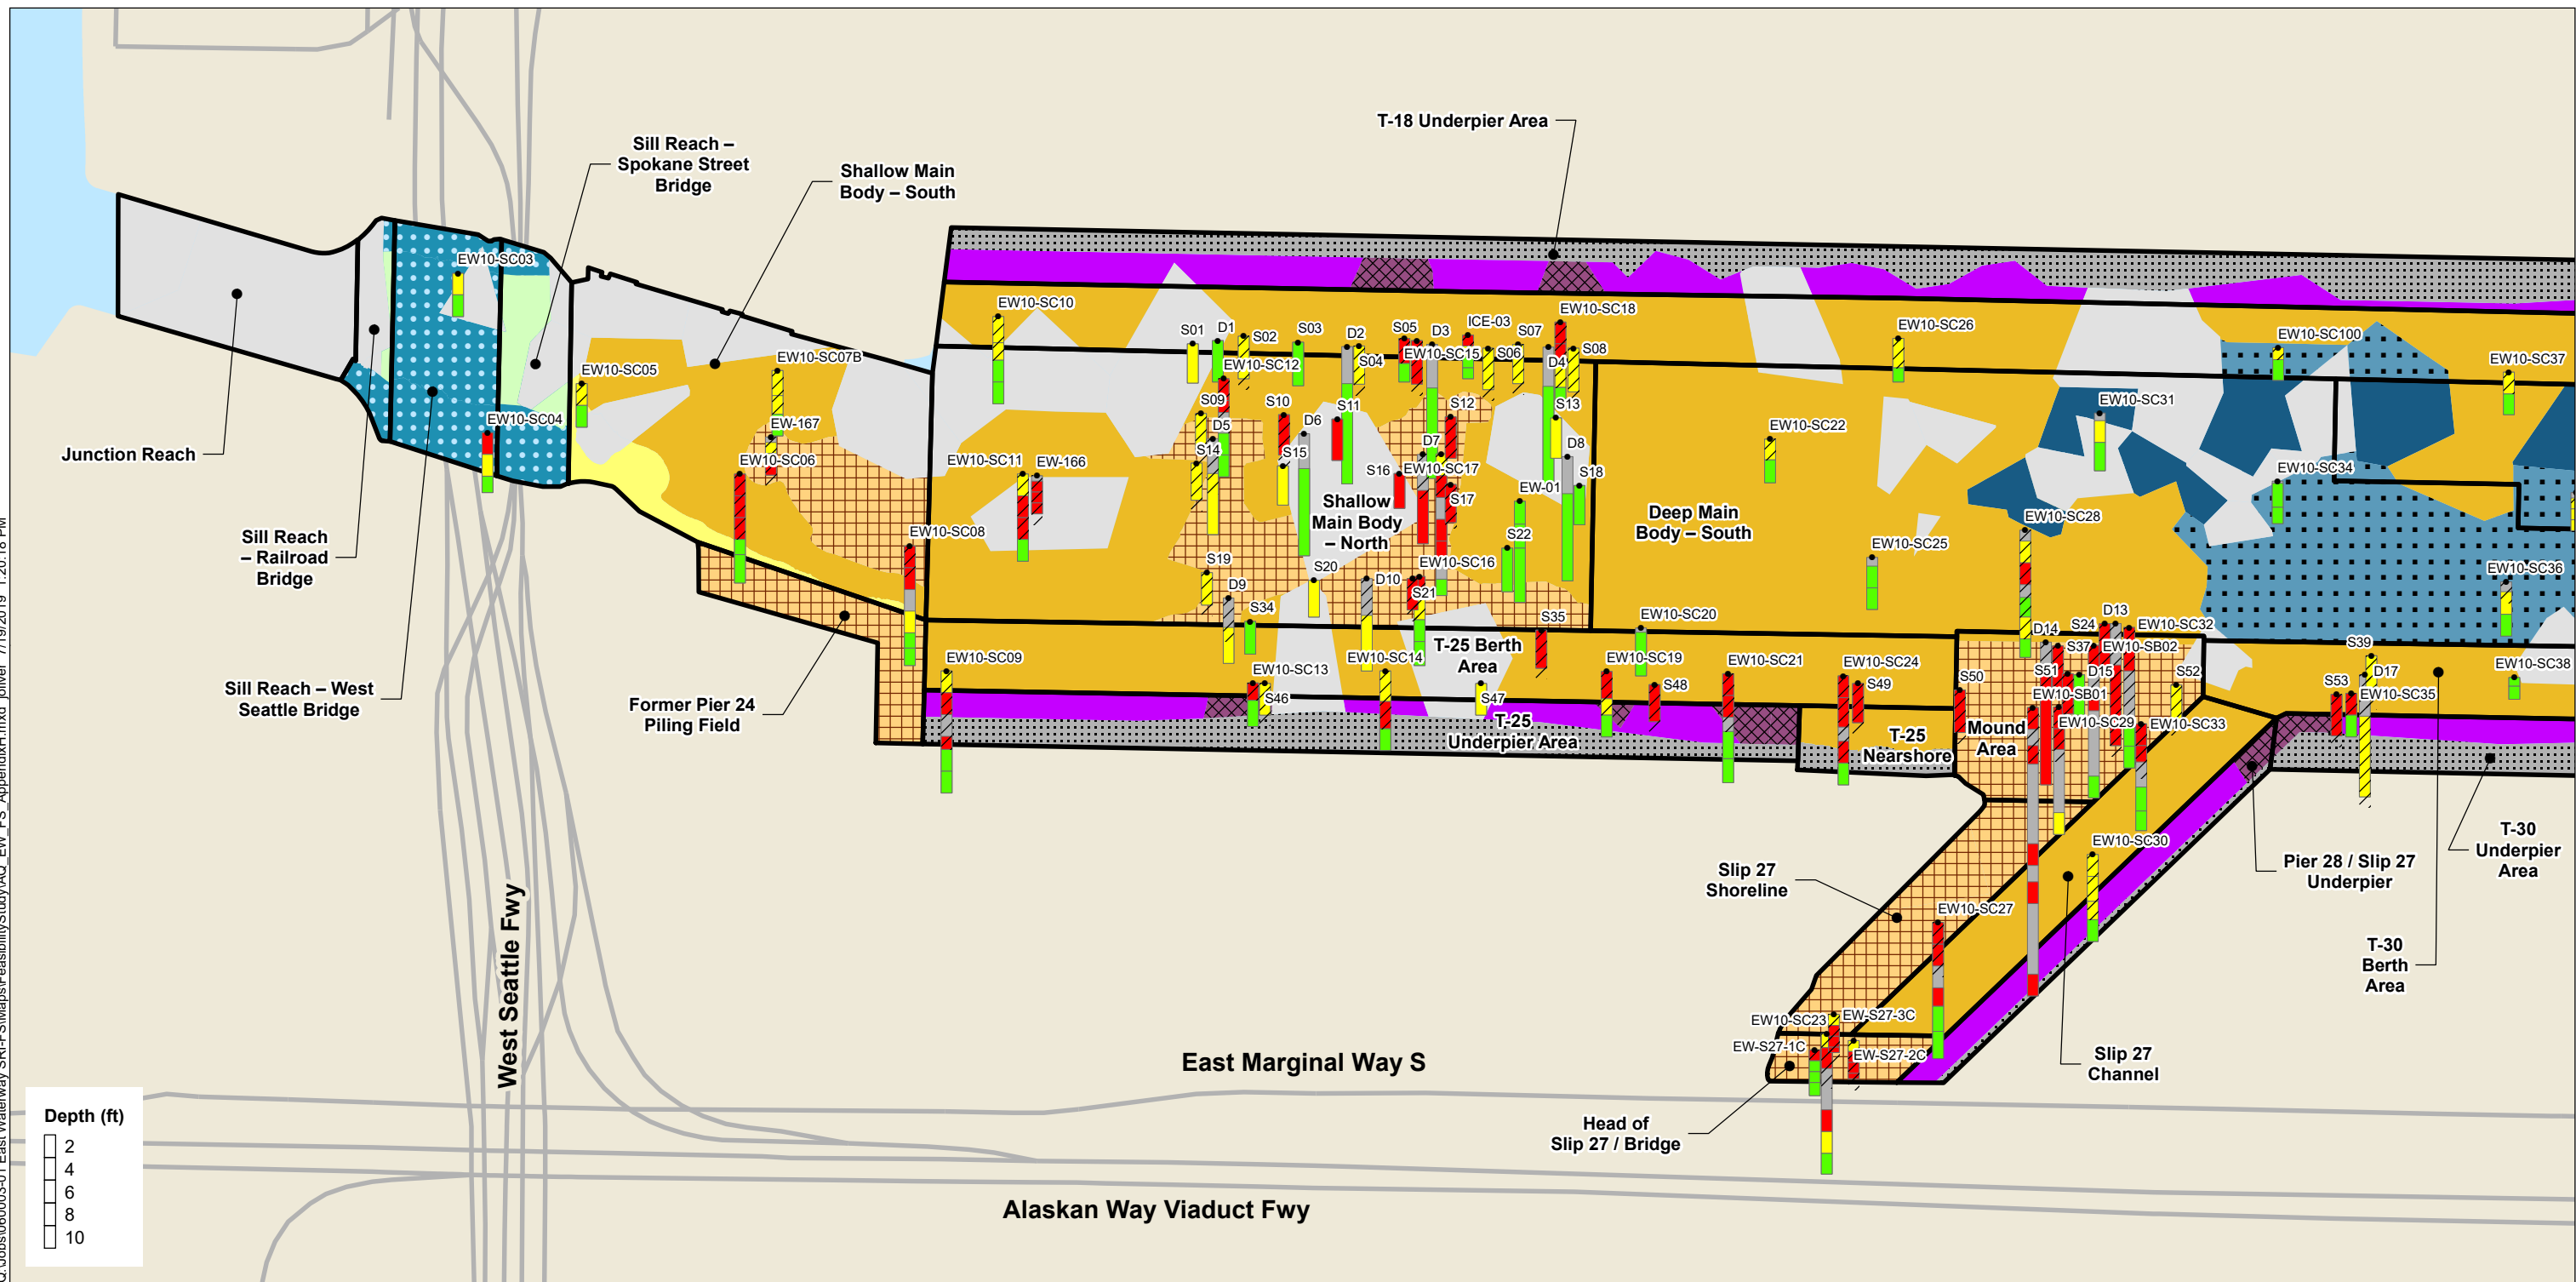 T-18 Underpier Area
Sill Reach –
Spokane Street
Bridge
Shallow Main
Body – South
EW10-SC03
EW10-SC10
EW10-SC18
ICE-03
EW10-SC26
EW10-SC100
EW10-SC37
S01
D1
S02
S03
D2
S05
D3
S07
S06
S08
EW10-SC12
S04
EW10-SC15
D4
EW10-SC05
EW10-SC07B
EW10-SC04
EW-167
EW10-SC06
S09
D5
S10
S11
S12
S13
EW10-SC22
EW10-SC31
Junction Reach
S14
S15
D6
D7
D8
S16
EW10-SC17
S18
EW10-SC11
EW-166
S17
EW-01
EW10-SC34
Shallow
Main Body
– North
Deep Main
Body – South
EW10-SC28
Sill Reach
– Railroad
Bridge
EW10-SC08
S22
EW10-SC25
S19
D9
S20
D10
EW10-SC16
S21
EW10-SC36
S34
S35
EW10-SC20
D13
S24
EW10-SC32
D14
S37
EW10-SB02
T-25 Berth
Area
EW10-SC09
EW10-SC13
EW10-SC14
EW10-SC19
EW10-SC21
EW10-SC24
S51
D15
S52
S39
D17
EW10-SC38
S46
S47
S48
S49
S50
EW10-SB01
S53
EW10-SC35
Sill Reach – West
Seattle Bridge
Former Pier 24
Piling Field
T-25
Underpier Area
T-25
Nearshore
Mound
Area
EW10-SC29
EW10-SC33
EW10-SC30
T-30
Underpier
Area
Pier 28 / Slip 27
Underpier
Slip 27
Shoreline
EW10-SC27
T-30
Berth
Area
West Seattle Fwy
EW10-SC23
EW-S27-3C
EW-S27-1C
EW-S27-2C
East Marginal Way S
Slip 27
Channel
Head of
Slip 27 / Bridge
Alaskan Way Viaduct Fwy
Depth (ft)
2
4
6
8
10